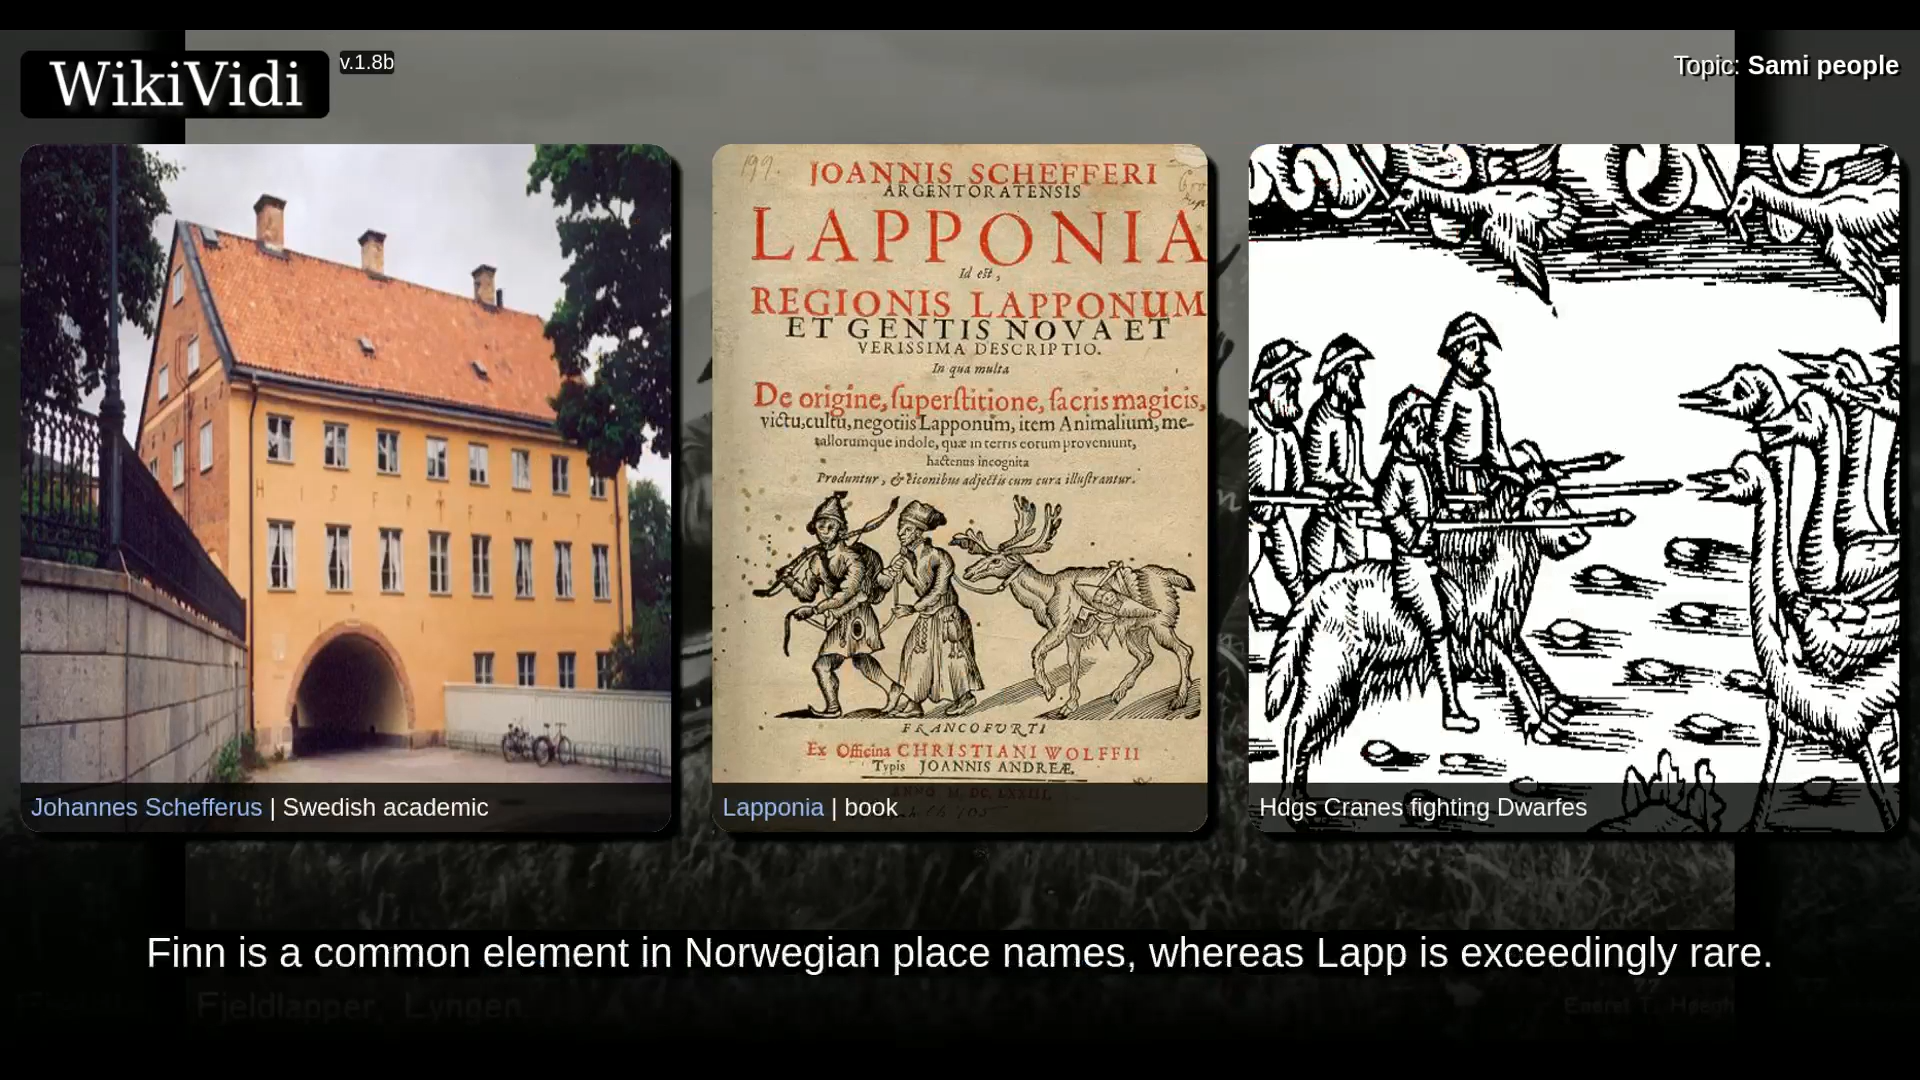 WikiVidi
v.1.8b
Topic: Sami people
199.
JOANNIS SCHEFFERI
ARGENTORATENSIS
LAPPONIA
Id est,
REGIONIS LAPPONUM
ET GENTIS NOVA ET
VERISSIMA DESCRIPTIO.
In qua multa
De origine, superstitione, sacris magicis,
victu, cultu, negotiis Lapponum, item Animalium, me-
tallorumque indole, quæ in terris eorum proveniunt,
hactenus incognita
Produntur, & eiconibus adjectis cum cura illustrantur.
FRANCOFURTI
Ex Officina CHRISTIANI WOLFFII
Typis JOANNIS ANDREÆ,
ANNO M. DC. LXXIII.
Johannes Schefferus | Swedish academic
Lapponia | book
Hdgs Cranes fighting Dwarfes
Finn is a common element in Norwegian place names, whereas Lapp is exceedingly rare.
Fjeldlapper, Lyngen